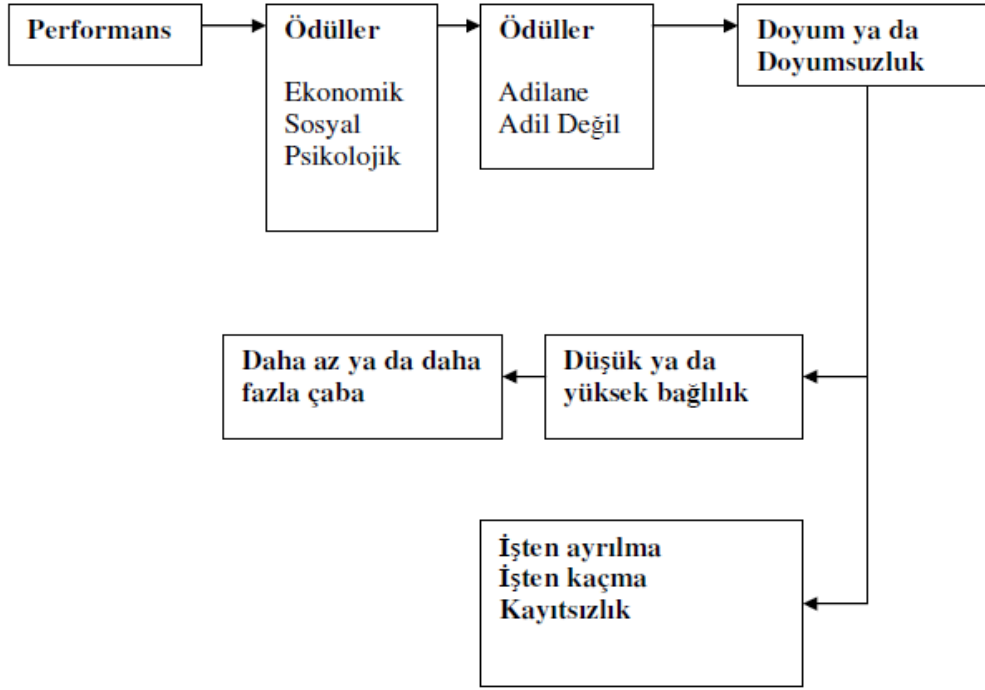 Performans
Ödüller
Ekonomik
Sosyal
Psikolojik
Ödüller
Adilane
Adil Değil
Doyum ya da
Doyumsuzluk
Daha az ya da daha
fazla çaba
Düşük ya da
yüksek bağlılık
İşten ayrılma
İşten kaçma
Kayıtsızlık